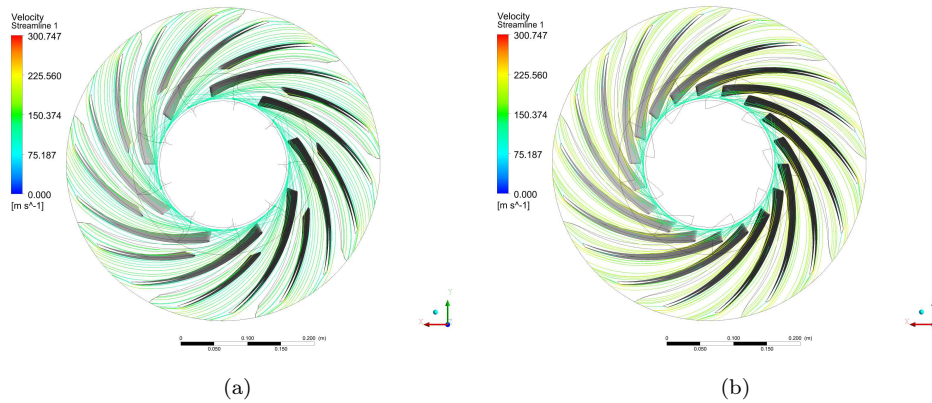 Velocity
Streamline 1
300.747
225.560
150.374
75.187
0.000
[m s^-1]
0 0.100 0.200 (m)
0.050 0.150
X Y Z
(a)
Velocity
Streamline 1
300.747
225.560
150.374
75.187
0.000
[m s^-1]
0 0.100 0.200 (m)
0.050 0.150
X
(b)